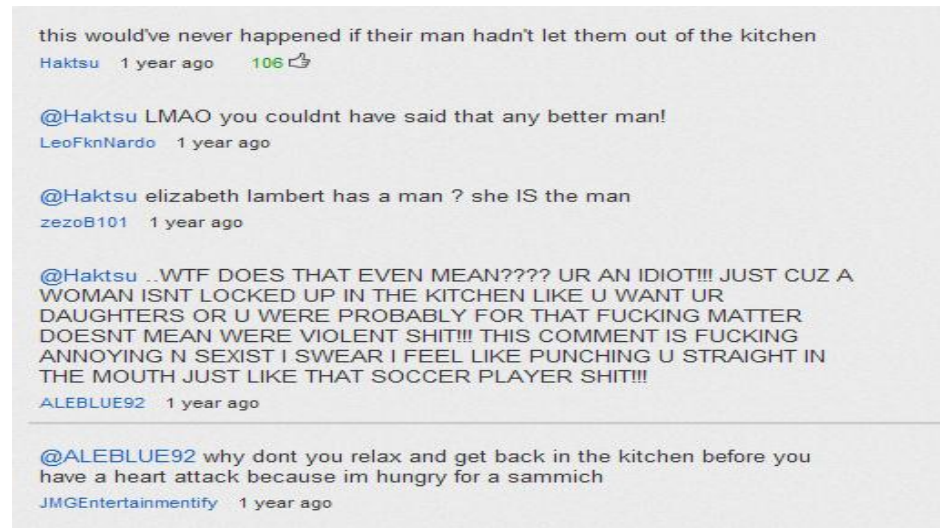 this would've never happened if their man hadn't let them out of the kitchen
Haktsu 1 year ago 106
@Haktsu LMAO you couldnt have said that any better man!
LeoFknNardo 1 year ago
@Haktsu elizabeth lambert has a man ? she IS the man
zezoB101 1 year ago
@Haktsu ..WTF DOES THAT EVEN MEAN???? UR AN IDIOT!!! JUST CUZ A
WOMAN ISNT LOCKED UP IN THE KITCHEN LIKE U WANT UR
DAUGHTERS OR U WERE PROBABLY FOR THAT FUCKING MATTER
DOESNT MEAN WERE VIOLENT SHIT!!! THIS COMMENT IS FUCKING
ANNOYING N SEXIST I SWEAR I FEEL LIKE PUNCHING U STRAIGHT IN
THE MOUTH JUST LIKE THAT SOCCER PLAYER SHIT!!!
ALEBLUE92 1 year ago
@ALEBLUE92 why dont you relax and get back in the kitchen before you
have a heart attack because im hungry for a sammich
JMGEntertainmentify 1 year ago